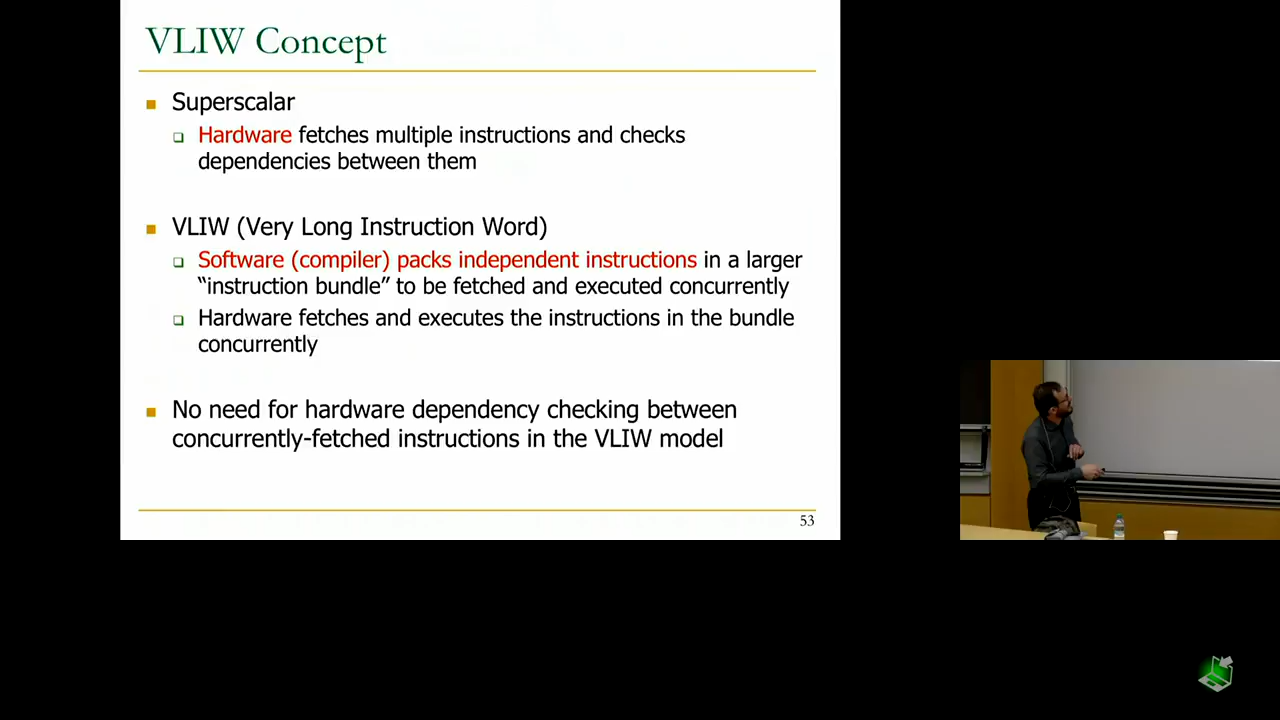 VLIW Concept
Superscalar
Hardware fetches multiple instructions and checks
dependencies between them
VLIW (Very Long Instruction Word)
Software (compiler) packs independent instructions in a larger
“instruction bundle” to be fetched and executed concurrently
Hardware fetches and executes the instructions in the bundle
concurrently
No need for hardware dependency checking between
concurrently-fetched instructions in the VLIW model
53